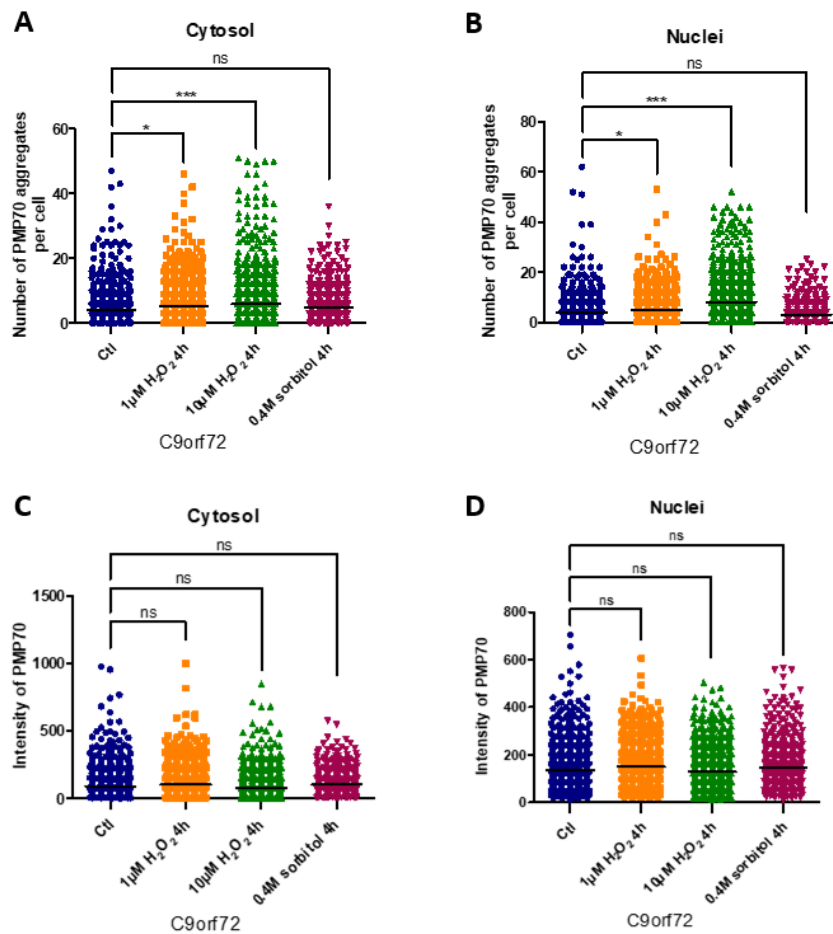 A
Cytosol
ns
***
*
Number of PMP70 aggregates
per cell
60
40
20
0
Ctl
1µM H₂O₂ 4h
10µM H₂O₂ 4h
0.4M sorbitol 4h
C9orf72
B
Nuclei
ns
***
*
Number of PMP70 aggregates
per cell
80
60
40
20
0
Ctl
1µM H₂O₂ 4h
10µM H₂O₂ 4h
0.4M sorbitol 4h
C9orf72
C
Cytosol
ns
ns
ns
Intensity of PMP70
1500
1000
500
0
Ctl
1µM H₂O₂ 4h
10µM H₂O₂ 4h
0.4M sorbitol 4h
C9orf72
D
Nuclei
ns
ns
ns
Intensity of PMP70
800
600
400
200
0
Ctl
1µM H₂O₂ 4h
10µM H₂O₂ 4h
0.4M sorbitol 4h
C9orf72